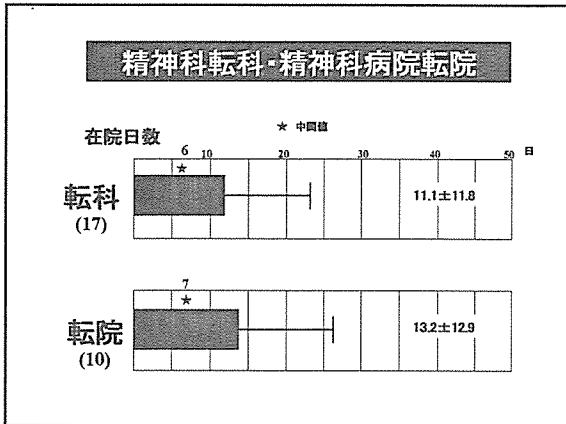 精神科転科・精神科病院転院
在院日数
★ 中間値
6
10 20 30 40 50 日
★
転科
(17)
11.1±11.8
7
★
転院
(10)
13.2±12.9